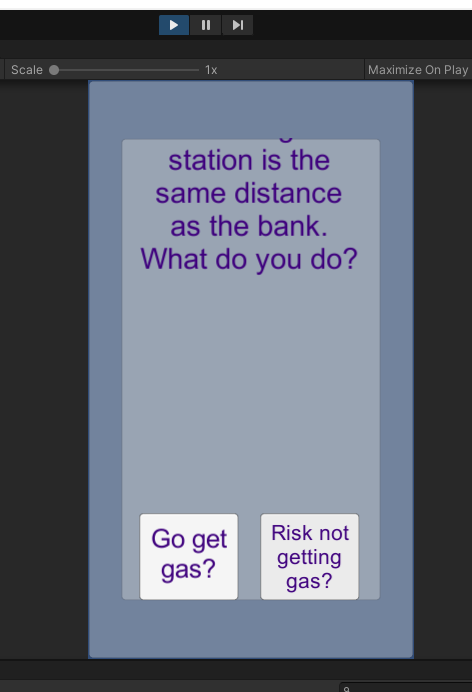 Scale 1x Maximize On Play
station is the
same distance
as the bank.
What do you do?
Go get
gas?
Risk not
getting
gas?
9